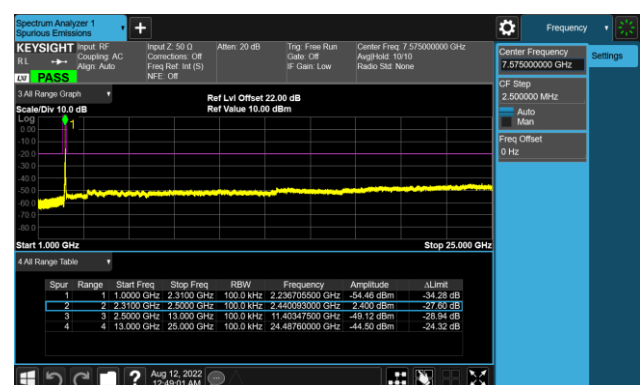 Spectrum Analyzer 1
Spurious Emissions
Frequency
KEYSIGHT Input: RF Input Z: 50 Ω Atten: 20 dB Trig: Free Run Center Freq: 7.575000000 GHz
RL Coupling: AC Corrections: Off Gate: Off Avg|Hold: 10/10
Align: Auto Freq Ref: Int (S) IF Gain: Low Radio Std: None
NFE: Off
LXI PASS
3 All Range Graph
Ref Lvl Offset 22.00 dB
Scale/Div 10.0 dB Ref Value 10.00 dBm
Log
1
0.00
-10.0
-20.0
-30.0
-40.0
-50.0
-60.0
-70.0
-80.0
Start 1.000 GHz Stop 25.000 GHz
4 All Range Table
Spur Range Start Freq Stop Freq RBW Frequency Amplitude ΔLimit
1 1 1.0000 GHz 2.3100 GHz 100.0 kHz 2.236705500 GHz -54.46 dBm -34.28 dB
2 2 2.3100 GHz 2.5000 GHz 100.0 kHz 2.440093000 GHz 2.400 dBm -27.60 dB
3 3 2.5000 GHz 13.000 GHz 100.0 kHz 11.40347500 GHz -49.12 dBm -28.94 dB
4 4 13.000 GHz 25.000 GHz 100.0 kHz 24.48760000 GHz -44.50 dBm -24.32 dB
Aug 12, 2022
12:49:01 AM
Center Frequency
7.575000000 GHz
Settings
CF Step
2.500000 MHz
Auto
Man
Freq Offset
0 Hz